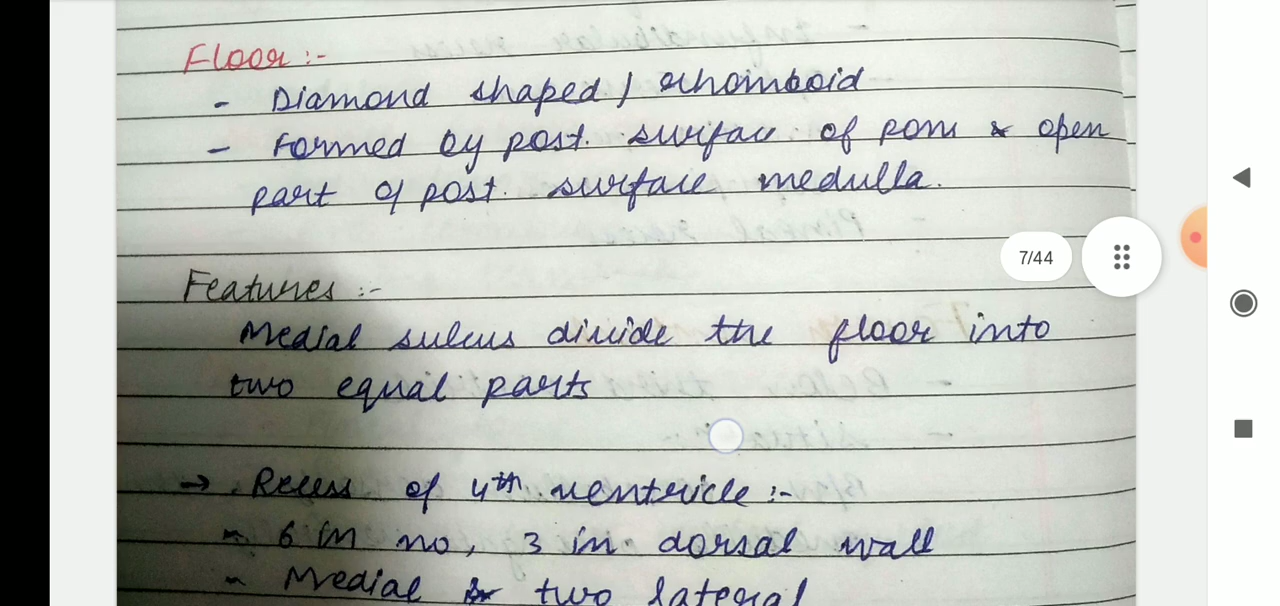 Floor :-
- Diamond shaped / rhomboid
- Formed by post. surfac of pons & open
part of post. surface medulla.
7/44
Features :-
Medial sulcus divide the floor into
two equal parts
→ Recess of 4th ventricle :-
- 6 in no, 3 in dorsal wall
- Medial & two lateral